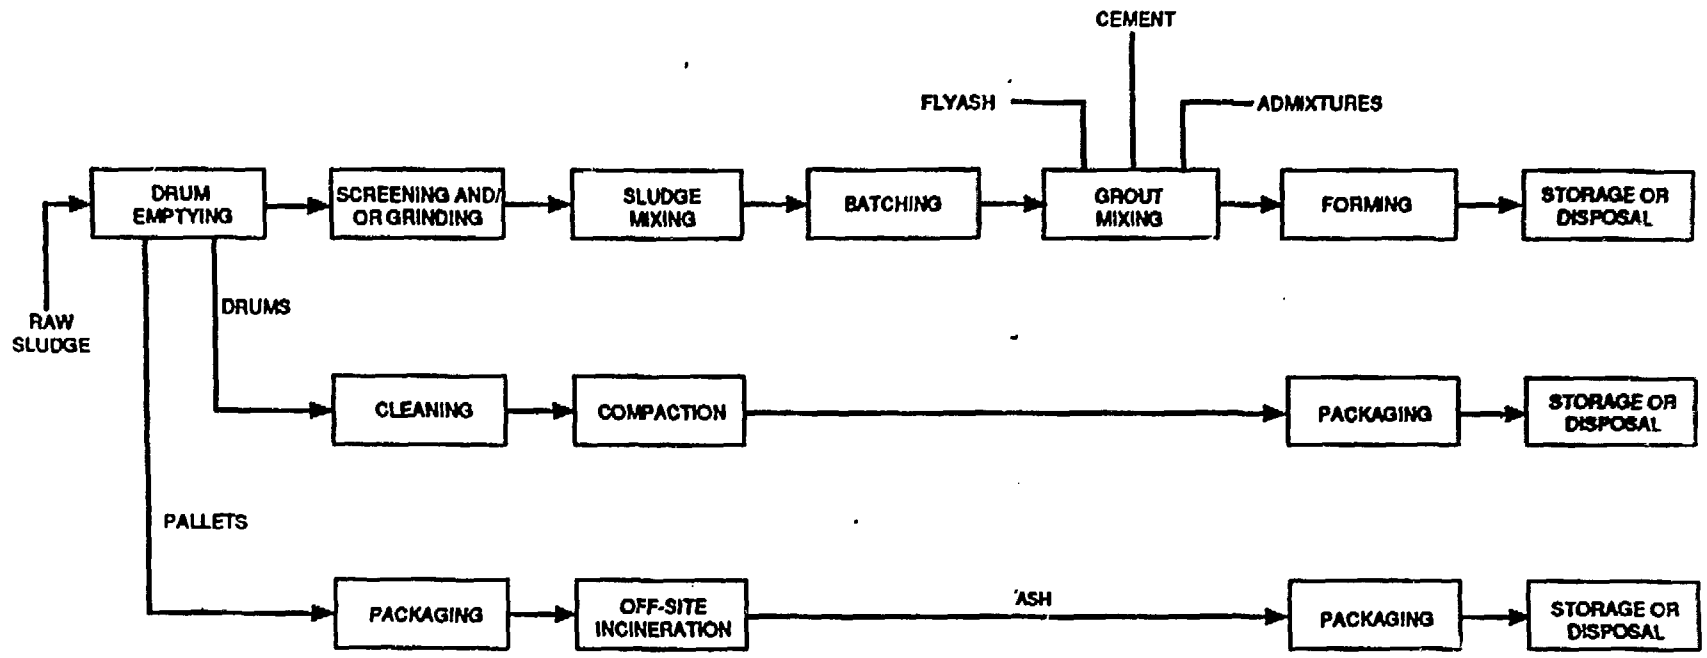 CEMENT
FLYASH
ADMIXTURES
DRUM
EMPTYING
SCREENING AND/
OR GRINDING
SLUDGE
MIXING
BATCHING
GROUT
MIXING
FORMING
STORAGE OR
DISPOSAL
RAW
SLUDGE
DRUMS
CLEANING
COMPACTION
PACKAGING
STORAGE OR
DISPOSAL
PALLETS
PACKAGING
OFF-SITE
INCINERATION
ASH
PACKAGING
STORAGE OR
DISPOSAL